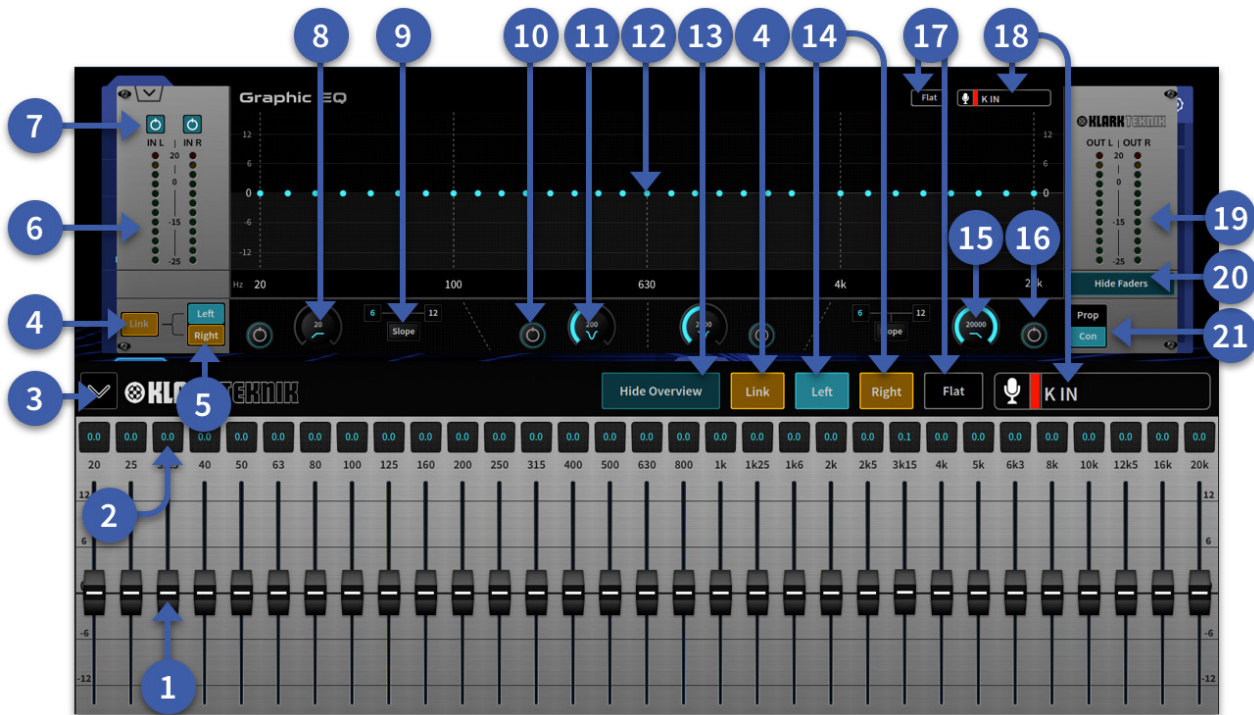 8 9 10 11 12 13 4 14 17 18
Graphic EQ Flat K IN
7
KLARK TEKNIK
IN L | IN R OUT L | OUT R
20 12 12 20
6 6
0 0 0 0
6 -15 -6 -15 19
-12 15 16
-25 -25
20
Hz 20 100 630 4k Hide Faders
4 Link Left 20 6 12 200 6 12 20000 Prop
Right Slope Con 21
3 KLARK TEKNIK 5 Hide Overview Link Left Right Flat K IN
0.0 0.0 0.0 0.0 0.0 0.0 0.0 0.0 0.0 0.0 0.0 0.0 0.0 0.0 0.0 0.0 0.0 0.0 0.0 0.0 0.0 0.0 0.1 0.0 0.0 0.0 0.0 0.0 0.0 0.0 0.0
20 25 40 50 63 80 100 125 160 200 250 315 400 500 630 800 1k 1k25 1k6 2k 2k5 3k15 4k 5k 6k3 8k 10k 12k5 16k 20k
12 12
2
6 6
0 0
-6 -6
1
-12 -12